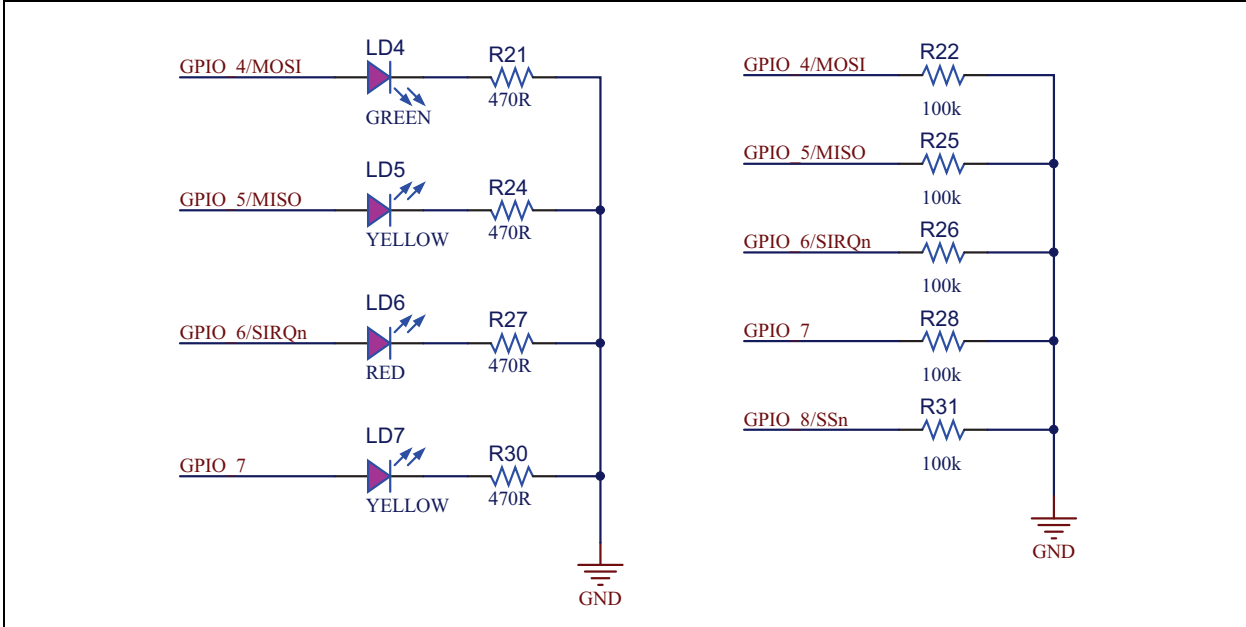 GPIO_4/MOSI
LD4
GREEN
R21
470R
GPIO_5/MISO
LD5
YELLOW
R24
470R
GPIO_6/SIRQn
LD6
RED
R27
470R
GPIO_7
LD7
YELLOW
R30
470R
GND
GPIO_4/MOSI
R22
100k
GPIO_5/MISO
R25
100k
GPIO_6/SIRQn
R26
100k
GPIO_7
R28
100k
GPIO_8/SSn
R31
100k
GND